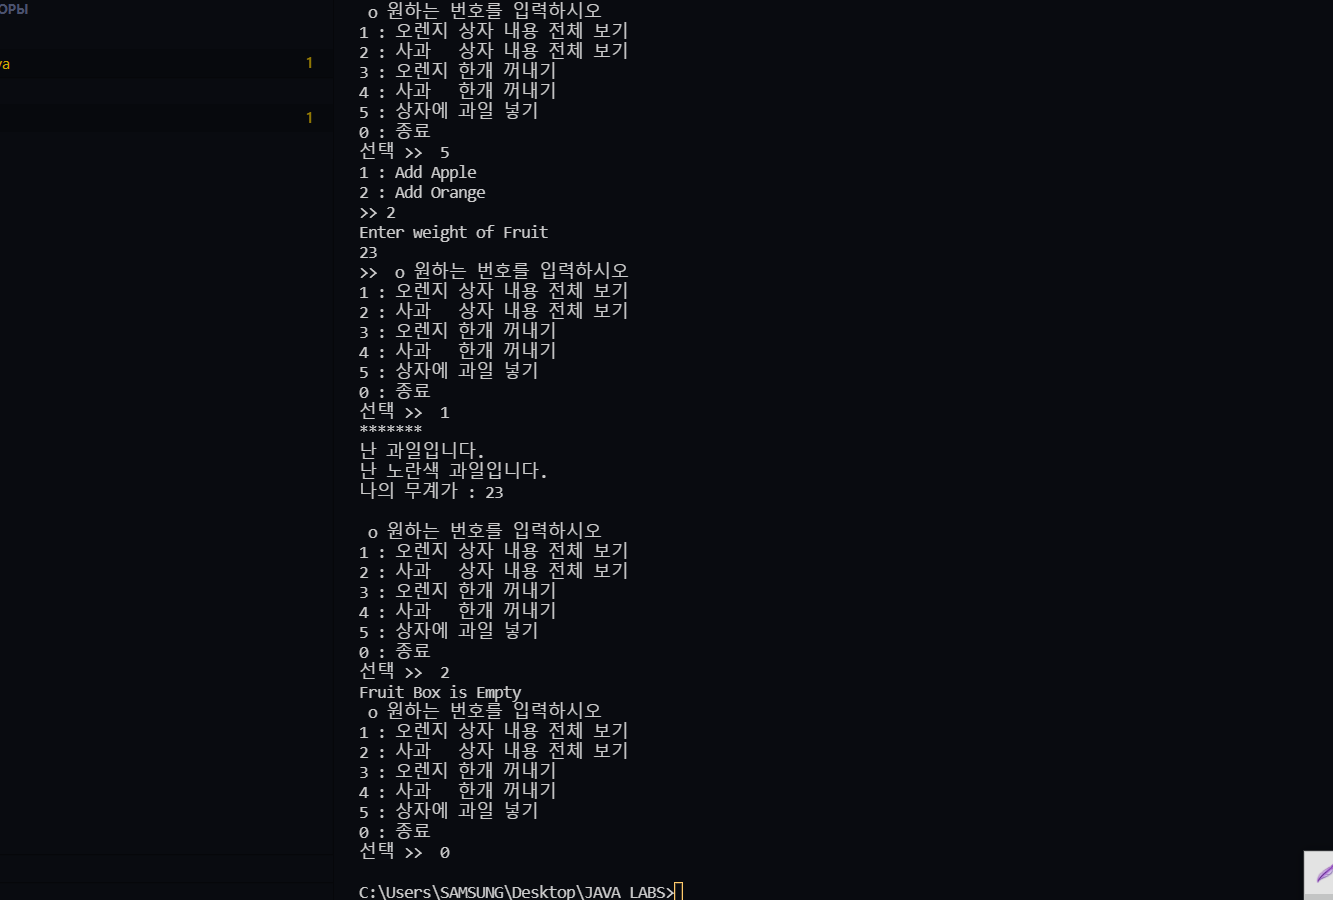 ОРЫ
va
1
1
o 원하는 번호를 입력하시오
1 : 오렌지 상자 내용 전체 보기
2 : 사과   상자 내용 전체 보기
3 : 오렌지 한개 꺼내기
4 : 사과   한개 꺼내기
5 : 상자에 과일 넣기
0 : 종료
선택 >>  5
1 : Add Apple
2 : Add Orange
>> 2
Enter weight of Fruit
23
>>  o 원하는 번호를 입력하시오
1 : 오렌지 상자 내용 전체 보기
2 : 사과   상자 내용 전체 보기
3 : 오렌지 한개 꺼내기
4 : 사과   한개 꺼내기
5 : 상자에 과일 넣기
0 : 종료
선택 >>  1
*******
난 과일입니다.
난 노란색 과일입니다.
나의 무계가 : 23
o 원하는 번호를 입력하시오
1 : 오렌지 상자 내용 전체 보기
2 : 사과   상자 내용 전체 보기
3 : 오렌지 한개 꺼내기
4 : 사과   한개 꺼내기
5 : 상자에 과일 넣기
0 : 종료
선택 >>  2
Fruit Box is Empty
o 원하는 번호를 입력하시오
1 : 오렌지 상자 내용 전체 보기
2 : 사과   상자 내용 전체 보기
3 : 오렌지 한개 꺼내기
4 : 사과   한개 꺼내기
5 : 상자에 과일 넣기
0 : 종료
선택 >>  0
C:\Users\SAMSUNG\Desktop\JAVA LABS>